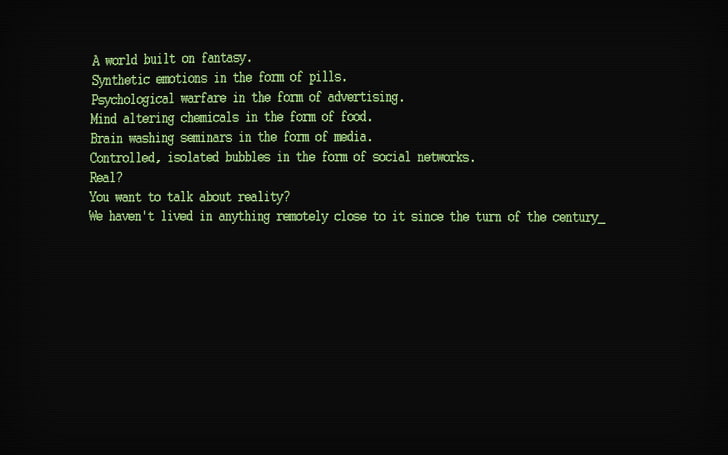 A world built on fantasy.
Synthetic emotions in the form of pills.
Psychological warfare in the form of advertising.
Mind altering chemicals in the form of food.
Brain washing seminars in the form of media.
Controlled, isolated bubbles in the form of social networks.
Real?
You want to talk about reality?
We haven't lived in anything remotely close to it since the turn of the century_